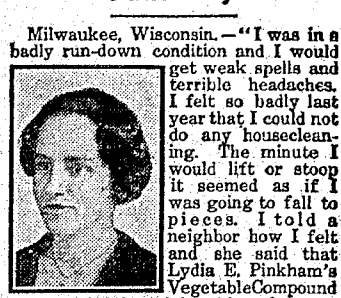 Milwaukee, Wisconsin.—"I was in a
badly run-down condition and I would
get weak spells and
terrible headaches.
I felt so badly last
year that I could not
do any houseclean-
ing. The minute I
would lift or stoop
it seemed as if I
was going to fall to
pieces. I told a
neighbor how I felt
and she said that
Lydia E. Pinkham's
Vegetable Compound